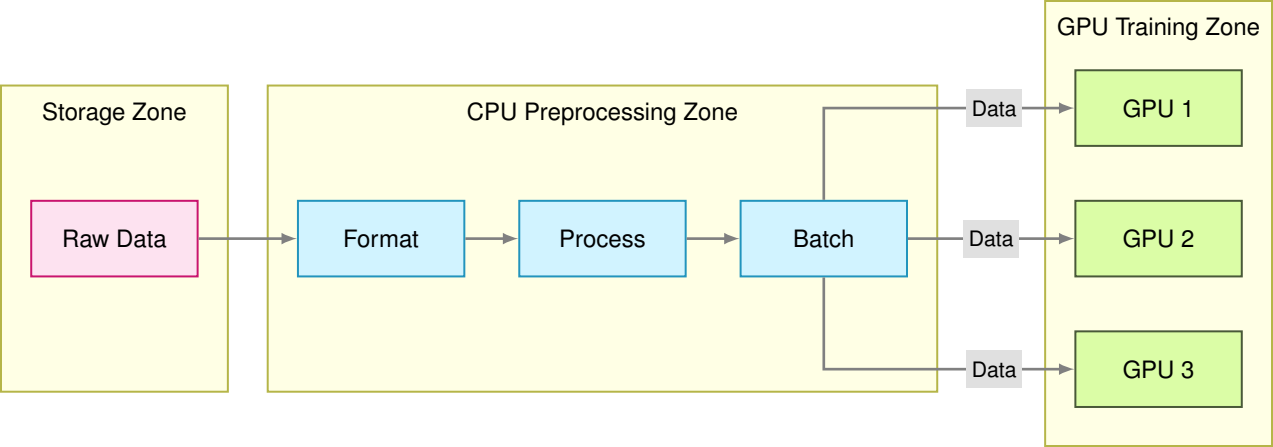 Storage Zone
Raw Data
CPU Preprocessing Zone
Format
Process
Batch
Data
Data
Data
GPU Training Zone
GPU 1
GPU 2
GPU 3